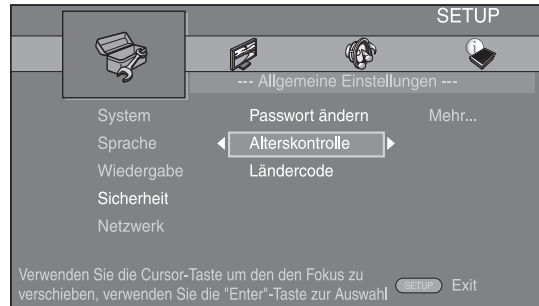 SETUP
--- Allgemeine Einstellungen ---
System Passwort ändern Mehr...
Sprache Alterskontrolle
Wiedergabe Ländercode
Sicherheit
Netzwerk
Verwenden Sie die Cursor-Taste um den den Fokus zu
verschieben, verwenden Sie die "Enter"-Taste zur Auswahl SETUP Exit